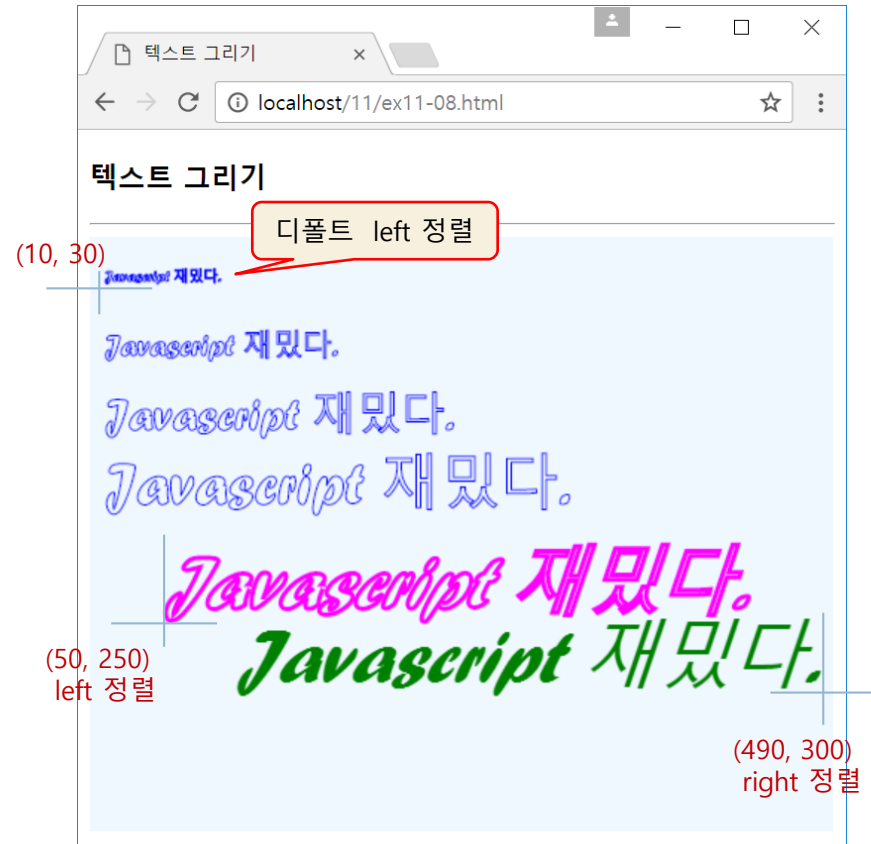 텍스트 그리기
localhost/11/ex11-08.html
텍스트 그리기
디폴트 left 정렬
(10, 30)
Javascript 재밌다.
Javascript 재밌다.
Javascript 재밌다.
Javascript 재밌다.
Javascript 재밌다.
Javascript 재밌다.
(50, 250)
left 정렬
(490, 300)
right 정렬